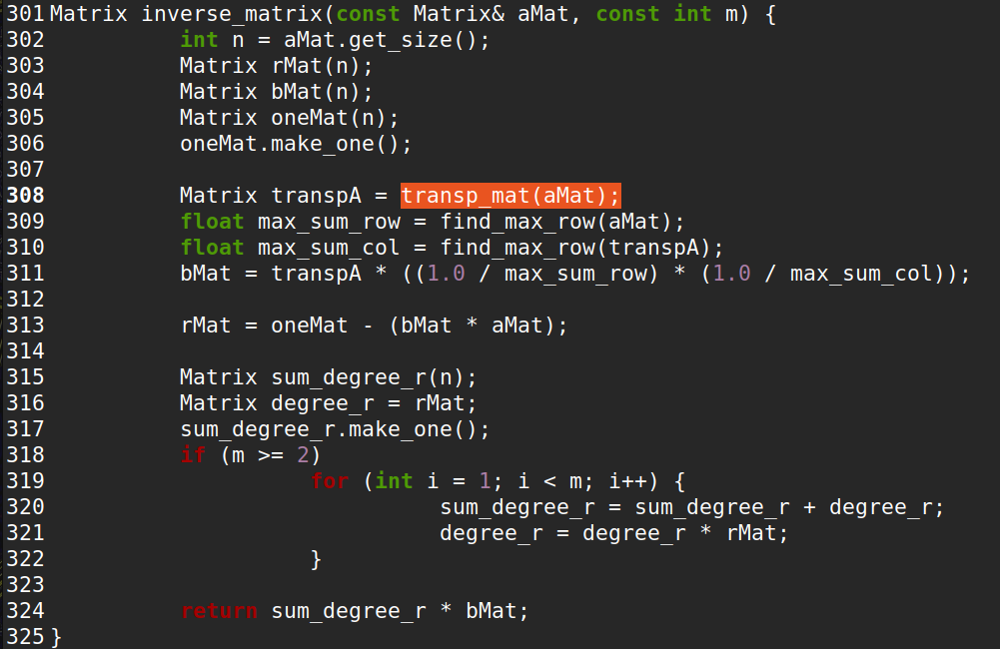 301 Matrix inverse_matrix(const Matrix& aMat, const int m) {
302         int n = aMat.get_size();
303         Matrix rMat(n);
304         Matrix bMat(n);
305         Matrix oneMat(n);
306         oneMat.make_one();
307
308         Matrix transpA = transp_mat(aMat);
309         float max_sum_row = find_max_row(aMat);
310         float max_sum_col = find_max_row(transpA);
311         bMat = transpA * ((1.0 / max_sum_row) * (1.0 / max_sum_col));
312
313         rMat = oneMat - (bMat * aMat);
314
315         Matrix sum_degree_r(n);
316         Matrix degree_r = rMat;
317         sum_degree_r.make_one();
318         if (m >= 2)
319                 for (int i = 1; i < m; i++) {
320                         sum_degree_r = sum_degree_r + degree_r;
321                         degree_r = degree_r * rMat;
322                 }
323
324         return sum_degree_r * bMat;
325 }